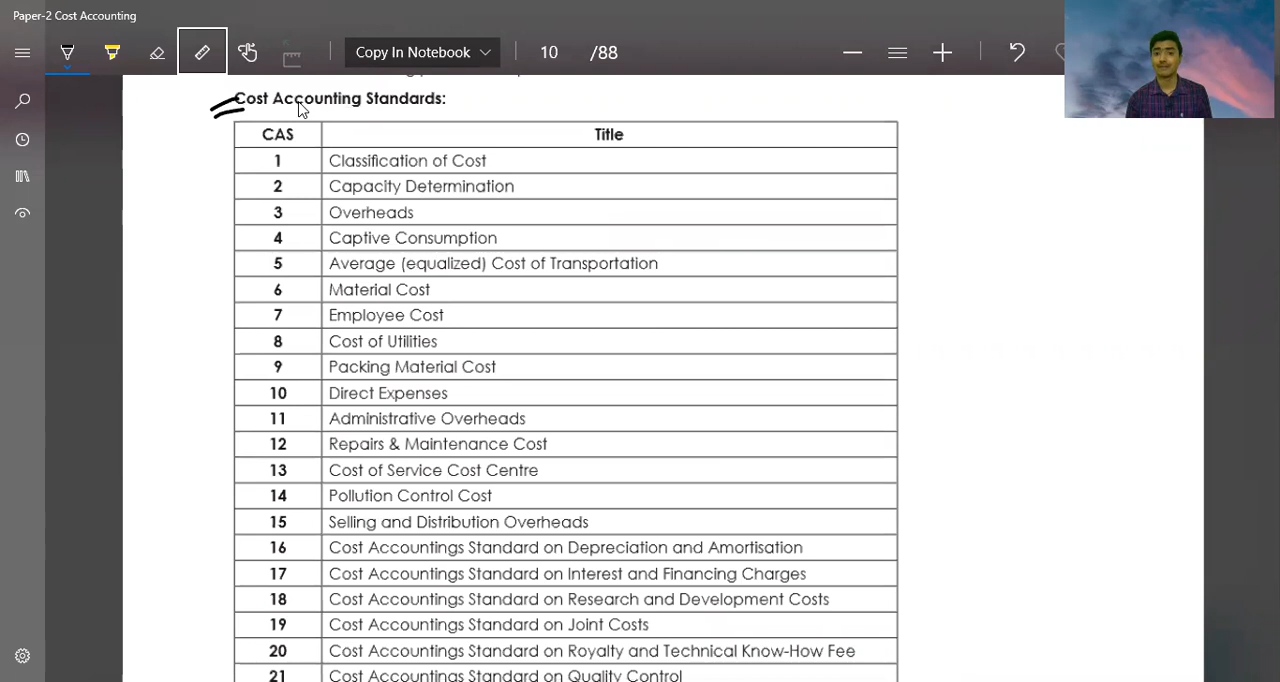 Paper-2 Cost Accounting
Copy In Notebook
10 /88
Cost Accounting Standards:
CAS Title
1 Classification of Cost
2 Capacity Determination
3 Overheads
4 Captive Consumption
5 Average (equalized) Cost of Transportation
6 Material Cost
7 Employee Cost
8 Cost of Utilities
9 Packing Material Cost
10 Direct Expenses
11 Administrative Overheads
12 Repairs & Maintenance Cost
13 Cost of Service Cost Centre
14 Pollution Control Cost
15 Selling and Distribution Overheads
16 Cost Accountings Standard on Depreciation and Amortisation
17 Cost Accountings Standard on Interest and Financing Charges
18 Cost Accountings Standard on Research and Development Costs
19 Cost Accountings Standard on Joint Costs
20 Cost Accountings Standard on Royalty and Technical Know-How Fee
21 Cost Accountings Standard on Quality Control